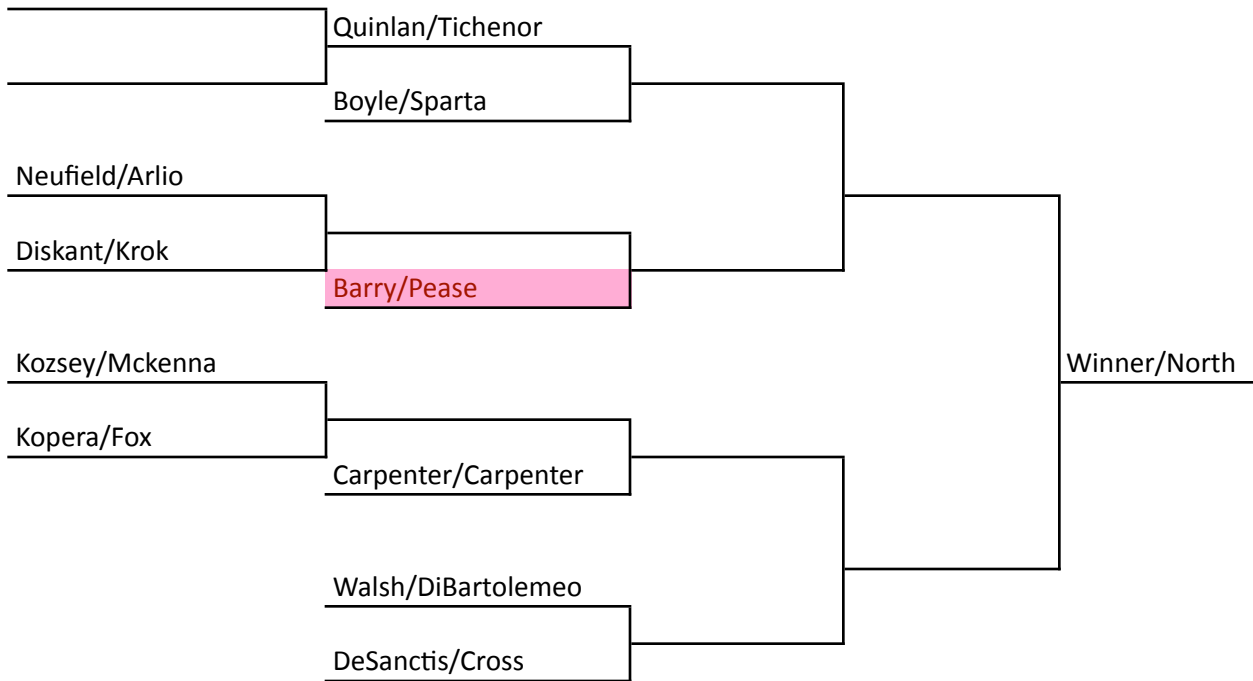 Quinlan/Tichenor
Boyle/Sparta
Neufield/Arlio
Diskant/Krok
Barry/Pease
Kozsey/Mckenna
Winner/North
Kopera/Fox
Carpenter/Carpenter
Walsh/DiBartolemeo
DeSanctis/Cross